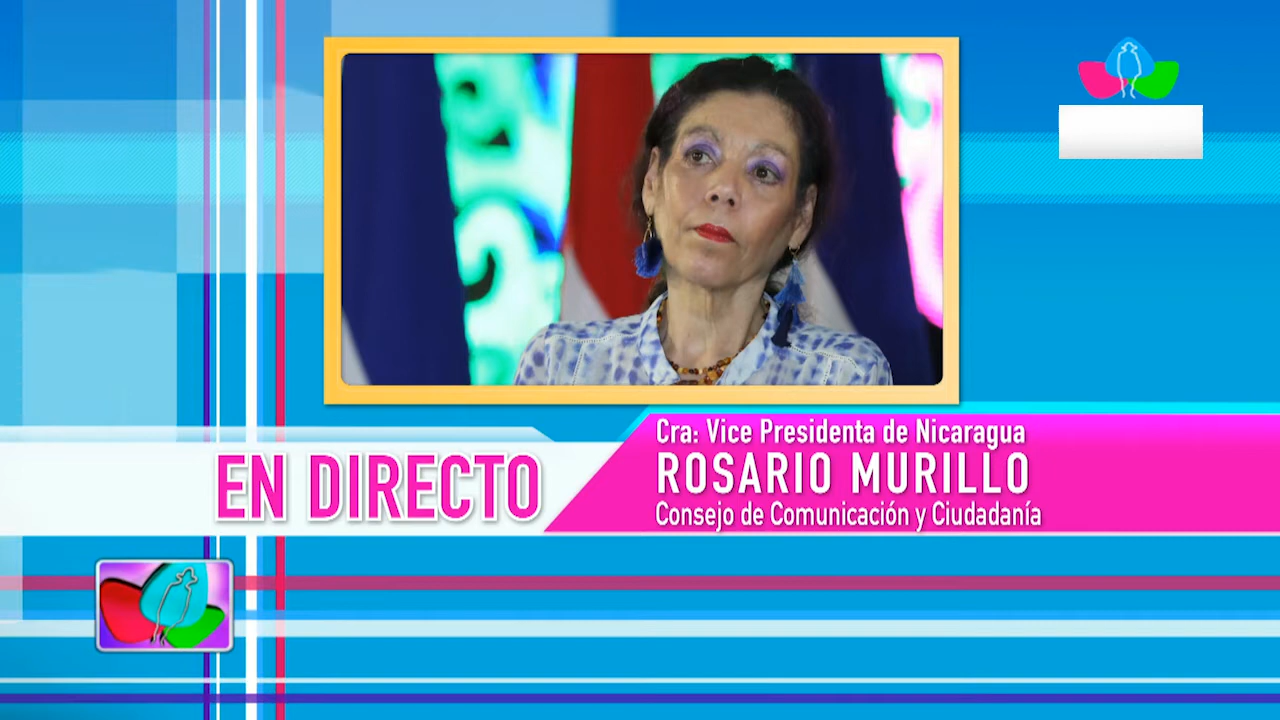 Cra: Vice Presidenta de Nicaragua
EN DIRECTO
ROSARIO MURILLO
Consejo de Comunicación y Ciudadanía